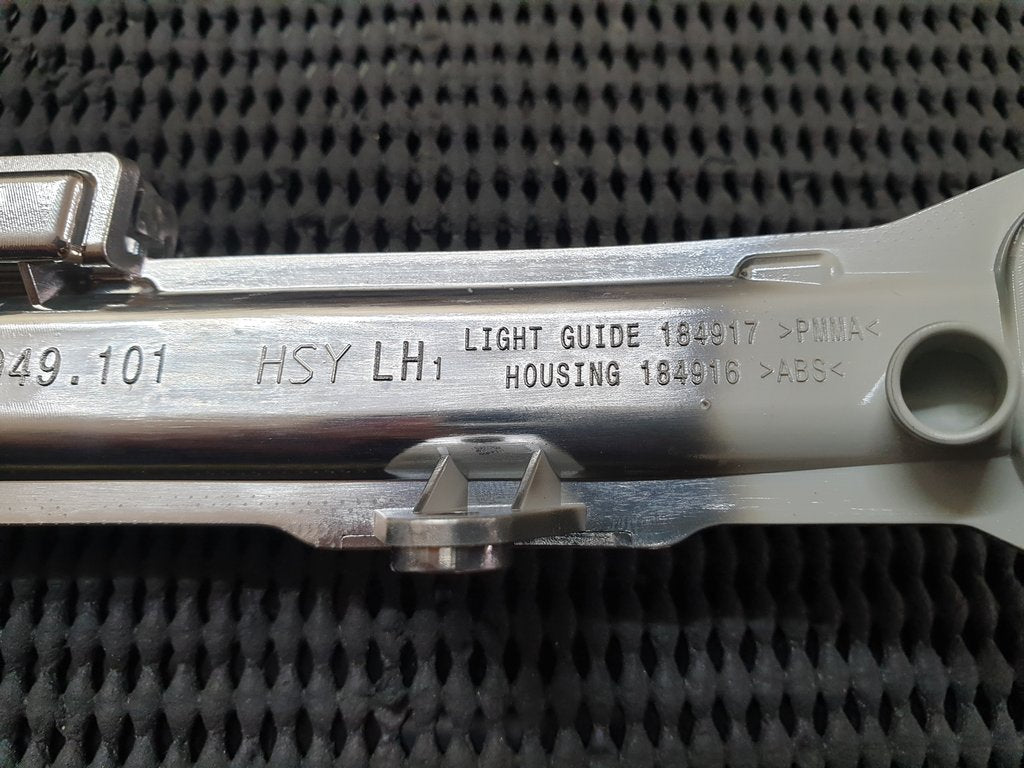 949.101 HSY LH1 LIGHT GUIDE 184917 >PMMA<
HOUSING 184916 >ABS<